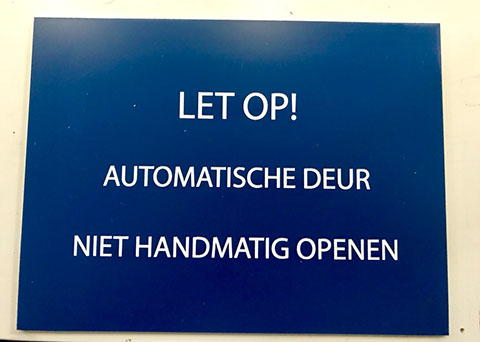 LET OP!
AUTOMATISCHE DEUR
NIET HANDMATIG OPENEN